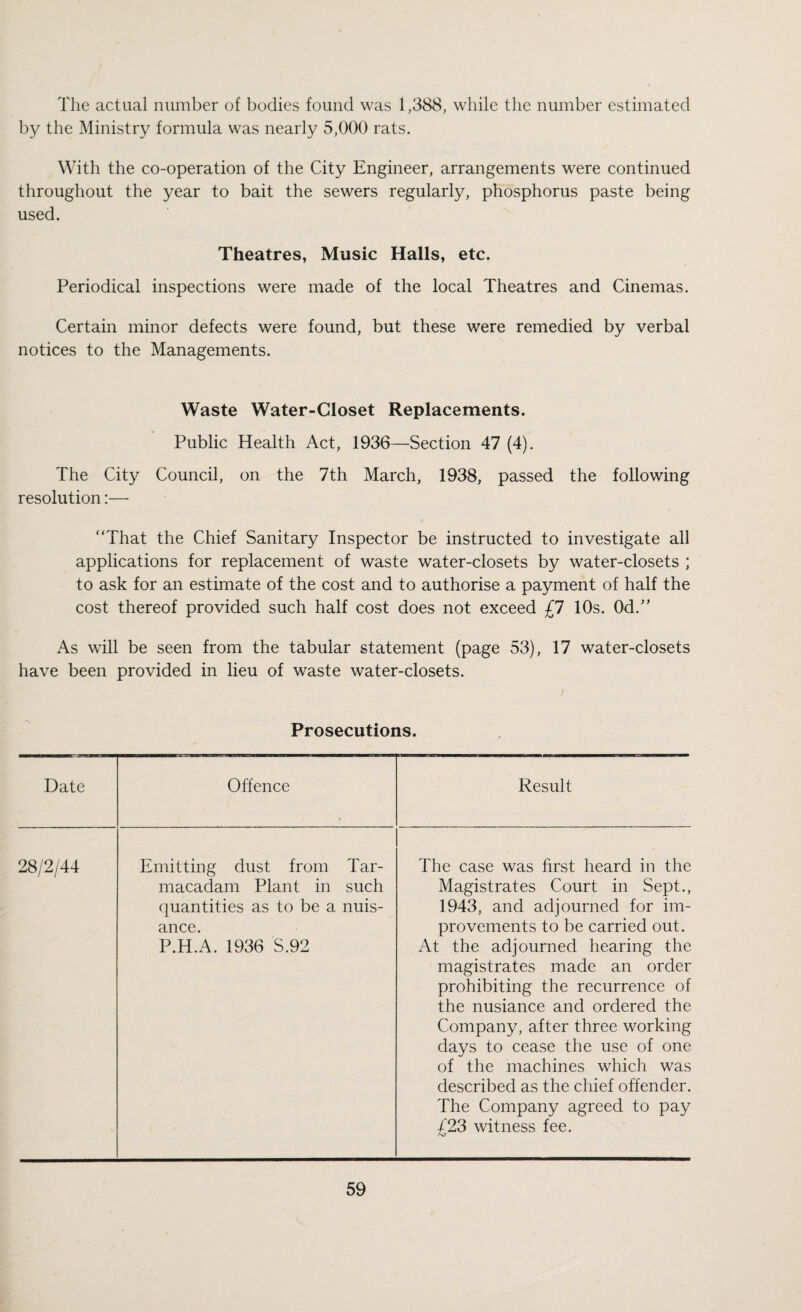 The actual number of bodies found was 1,388, while the number estimated
by the Ministry formula was nearly 5,000 rats.
With the co-operation of the City Engineer, arrangements were continued
throughout the year to bait the sewers regularly, phosphorus paste being
used.
Theatres, Music Halls, etc.
Periodical inspections were made of the local Theatres and Cinemas.
Certain minor defects were found, but these were remedied by verbal
notices to the Managements.
Waste Water-Closet Replacements.
Public Health Act, 1936—Section 47 (4).
The City Council, on the 7th March, 1938, passed the following
resolution:—
“That the Chief Sanitary Inspector be instructed to investigate all
applications for replacement of waste water-closets by water-closets ;
to ask for an estimate of the cost and to authorise a payment of half the
cost thereof provided such half cost does not exceed £7 10s. 0d.”
As will be seen from the tabular statement (page 53), 17 water-closets
have been provided in lieu of waste water-closets.
Prosecutions.
Date Offence Result
28/2/44
Emitting dust from Tar-
macadam Plant in such
quantities as to be a nuis-
ance.
P.H.A. 1936 S.92
The case was first heard in the
Magistrates Court in Sept.,
1943, and adjourned for im-
provements to be carried out.
At the adjourned hearing the
magistrates made an order
prohibiting the recurrence of
the nusiance and ordered the
Company, after three working
days to cease the use of one
of the machines which was
described as the chief offender.
The Company agreed to pay
£23 witness fee.
59